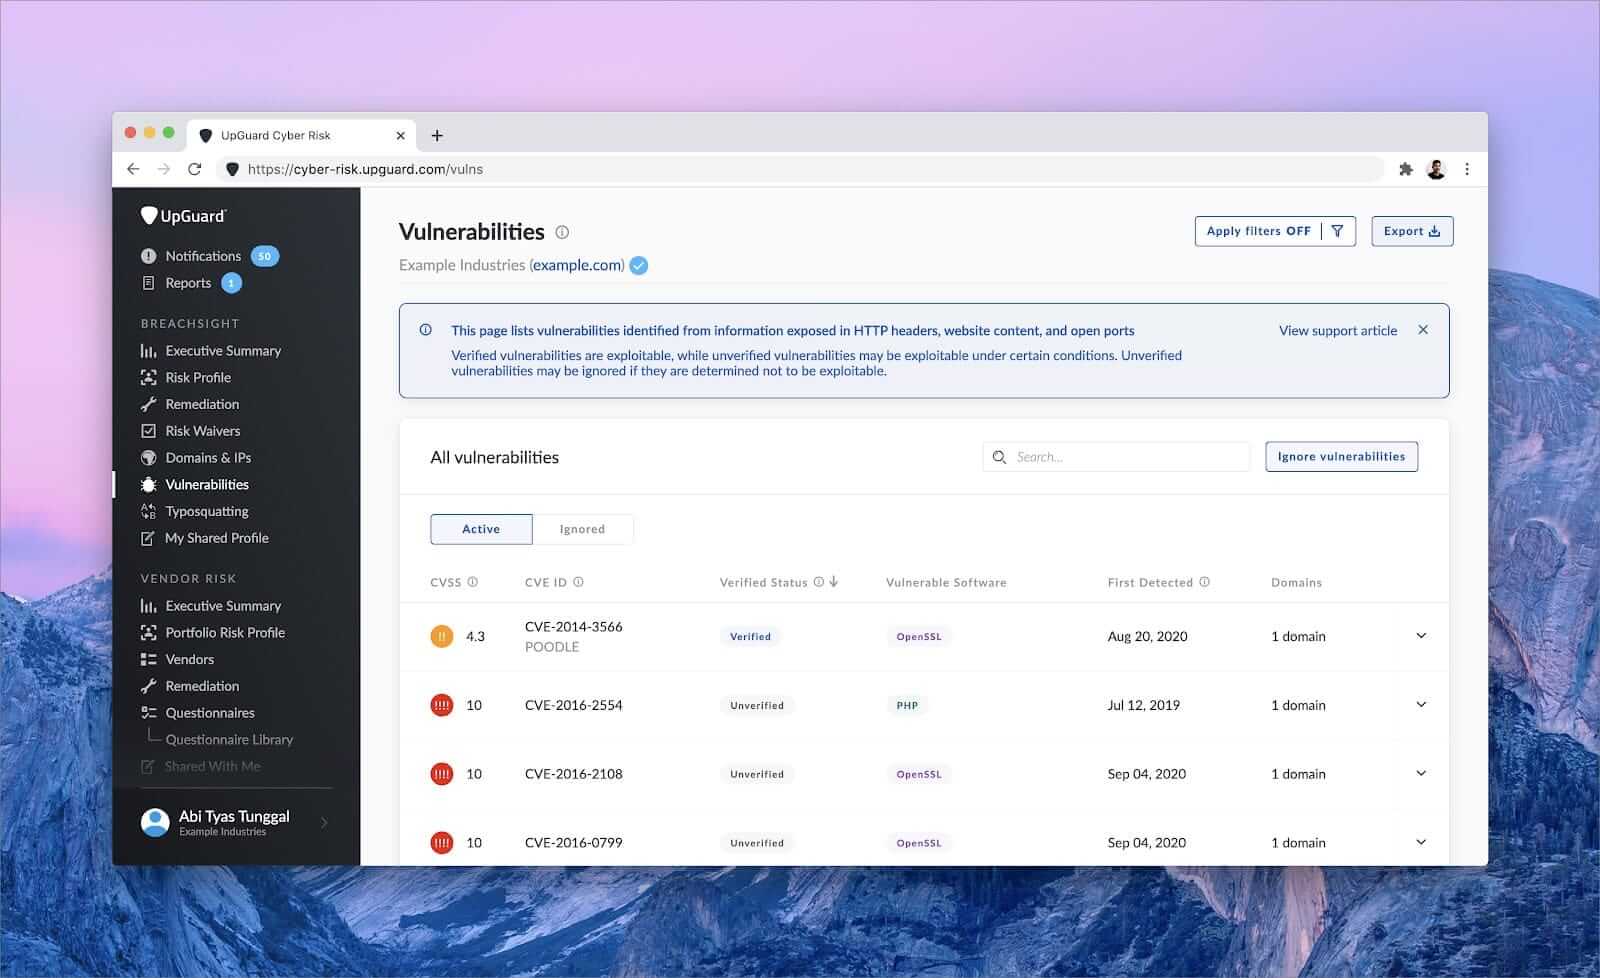 UpGuard Cyber Risk
https://cyber-risk.upguard.com/vulns
UpGuard
Notifications 50
Reports 1
BREACHSIGHT
Executive Summary
Risk Profile
Remediation
Risk Waivers
Domains & IPs
Vulnerabilities
Typosquatting
My Shared Profile
VENDOR RISK
Executive Summary
Portfolio Risk Profile
Vendors
Remediation
Questionnaires
Questionnaire Library
Shared With Me
Abi Tyas Tunggal
Example Industries
Vulnerabilities
Apply filters OFF
Export
Example Industries (example.com)
This page lists vulnerabilities identified from information exposed in HTTP headers, website content, and open ports
View support article
Verified vulnerabilities are exploitable, while unverified vulnerabilities may be exploitable under certain conditions. Unverified
vulnerabilities may be ignored if they are determined not to be exploitable.
All vulnerabilities
Search...
Ignore vulnerabilities
Active Ignored
CVSS CVE ID Verified Status Vulnerable Software First Detected Domains
!! 4.3 CVE-2014-3566 Verified OpenSSL Aug 20, 2020 1 domain
POODLE
!!!! 10 CVE-2016-2554 Unverified PHP Jul 12, 2019 1 domain
!!!! 10 CVE-2016-2108 Unverified OpenSSL Sep 04, 2020 1 domain
!!!! 10 CVE-2016-0799 Unverified OpenSSL Sep 04, 2020 1 domain